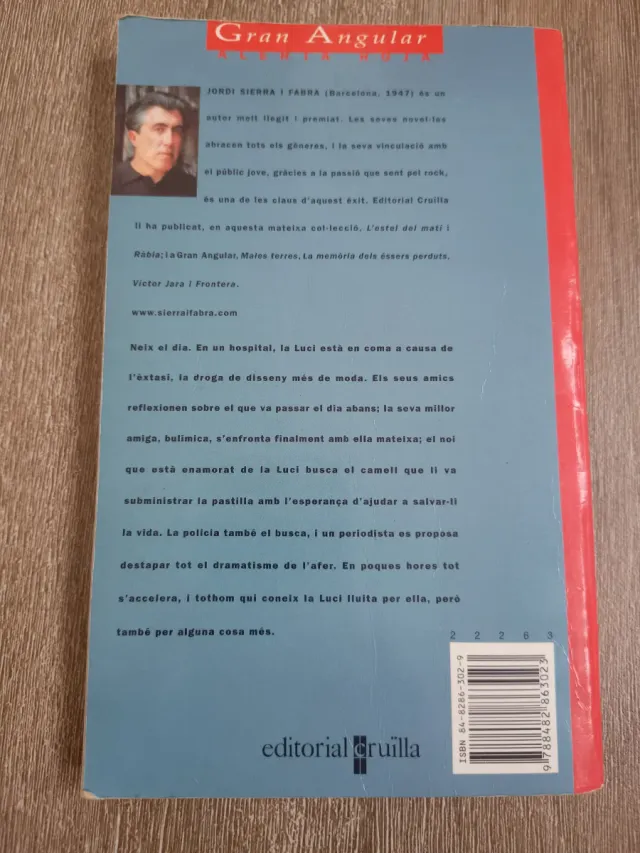 Gran Angular
ALERTA ROJA
JORDI SIERRA I FABRA (Barcelona, 1947) és un
autor molt llegit i premiat. Les seves novel·les
abracen tots els gèneres, i la seva vinculació amb
el públic jove, gràcies a la passió que sent pel rock,
és una de les claus d'aquest èxit. Editorial Cruïlla
li ha publicat, en aquesta mateixa col·lecció, L'estel del matí i
Ràbia; i a Gran Angular, Males terres, La memòria dels éssers perduts,
Víctor Jara i Frontera.
www.sierraifabra.com
Neix el dia. En un hospital, la Luci està en coma a causa de
l'èxtasi, la droga de disseny més de moda. Els seus amics
reflexionen sobre el que va passar el dia abans; la seva millor
amiga, bulímica, s'enfronta finalment amb ella mateixa; el noi
que està enamorat de la Luci busca el camell que li va
subministrar la pastilla amb l'esperança d'ajudar a salvar-li
la vida. La policia també el busca, i un periodista es proposa
destapar tot el dramatisme de l'afer. En poques hores tot
s'accelera, i tothom qui coneix la Luci lluita per ella, però
també per alguna cosa més.
22263
ISBN 84-8286-302-9
9788482863023
editorial cruïlla